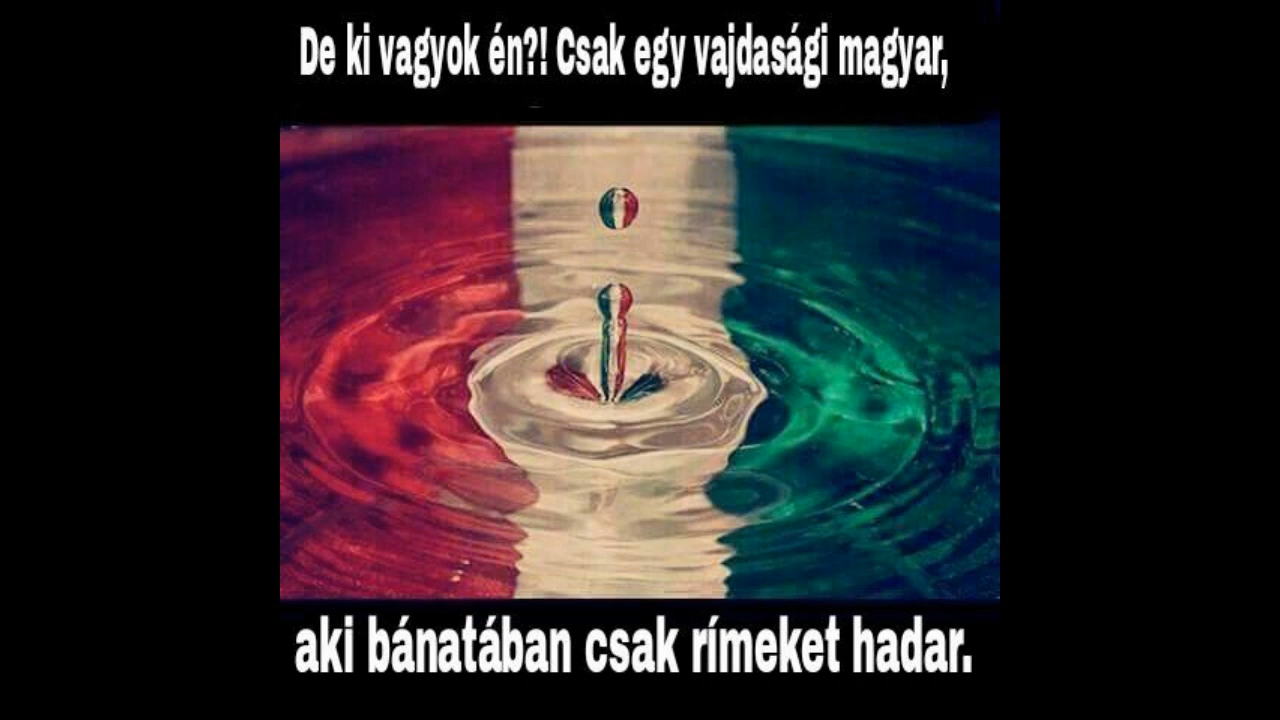 De ki vagyok én?! Csak egy vajdasági magyar,
aki bánatában csak rímeket hadar.